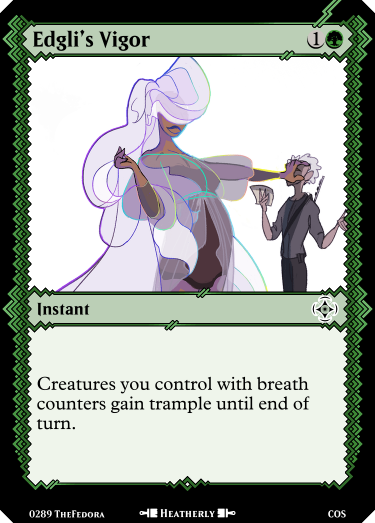 Edgli's Vigor 1
Instant
Creatures you control with breath
counters gain trample until end of
turn.
0289 TheFedora Heatherly COS